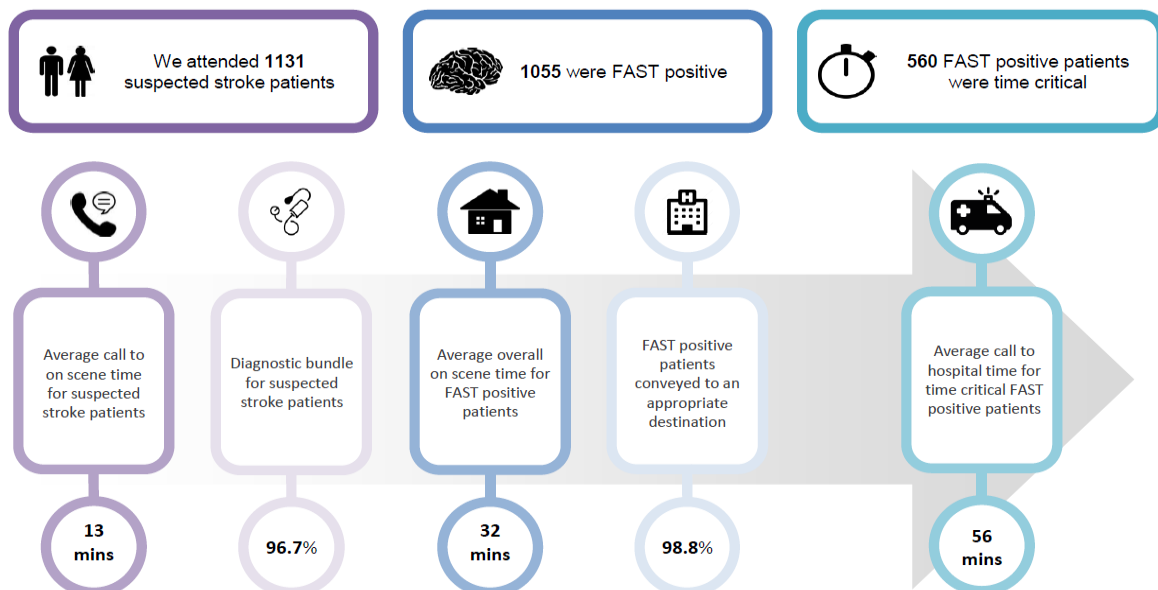 We attended 1131
suspected stroke patients
1055 were FAST positive
560 FAST positive patients
were time critical
H
Average call to
on scene time
for suspected
stroke patients
Diagnostic bundle
for suspected
stroke patients
Average overall
on scene time for
FAST positive
patients
FAST positive
patients
conveyed to an
appropriate
destination
Average call to
hospital time for
time critical FAST
positive patients
13
mins
96.7%
32
mins
98.8%
56
mins